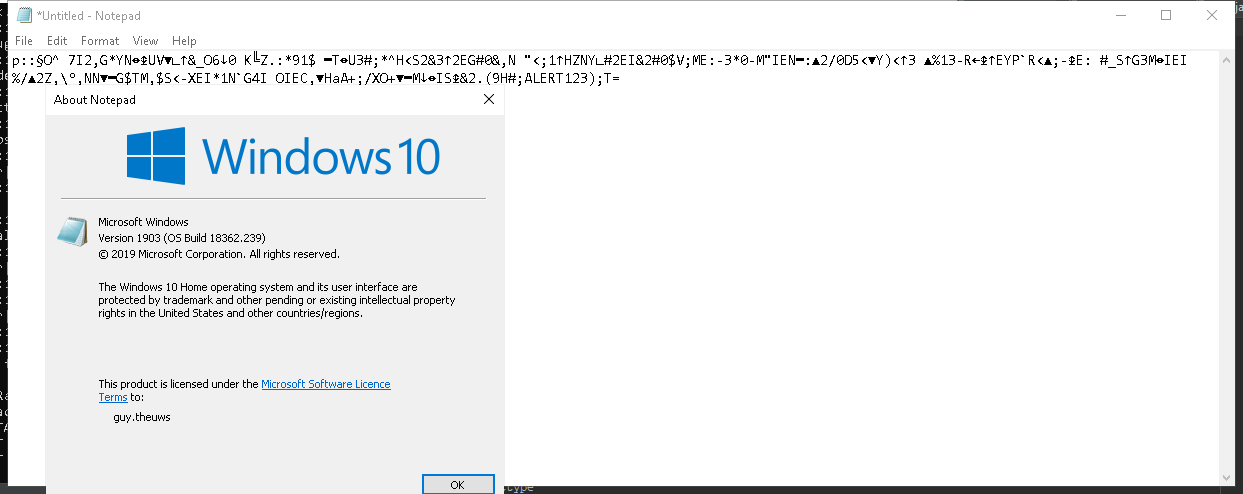 *Untitled - Notepad
File Edit Format View Help
p::§O^ 7I2,G*YN↔↨UV▼∟↑&_O6↓0 K╚Z.:*91$ ━T↔U3#;*^H<S2&3↑2EG#0&,N "<;1↑HZNY∟#2EI&2#0$V;ME:-3*0-M"IEN━:▲2/0D5<▼Y)<↑3 ▲%13-R←↨↑EYP`R<▲;-↨E: #_S↑G3M↔IEI
%/▲2Z,\°,NN▼━G$TM,$S<-XEI*1N`G4I OIEC,▼HaA+;/XO+▼━M↓↔IS↨&2.(9H#;ALERT123);T=
About Notepad
Windows 10
Microsoft Windows
Version 1903 (OS Build 18362.239)
© 2019 Microsoft Corporation. All rights reserved.
The Windows 10 Home operating system and its user interface are
protected by trademark and other pending or existing intellectual property
rights in the United States and other countries/regions.
This product is licensed under the Microsoft Software Licence
Terms to:
guy.theuws
OK